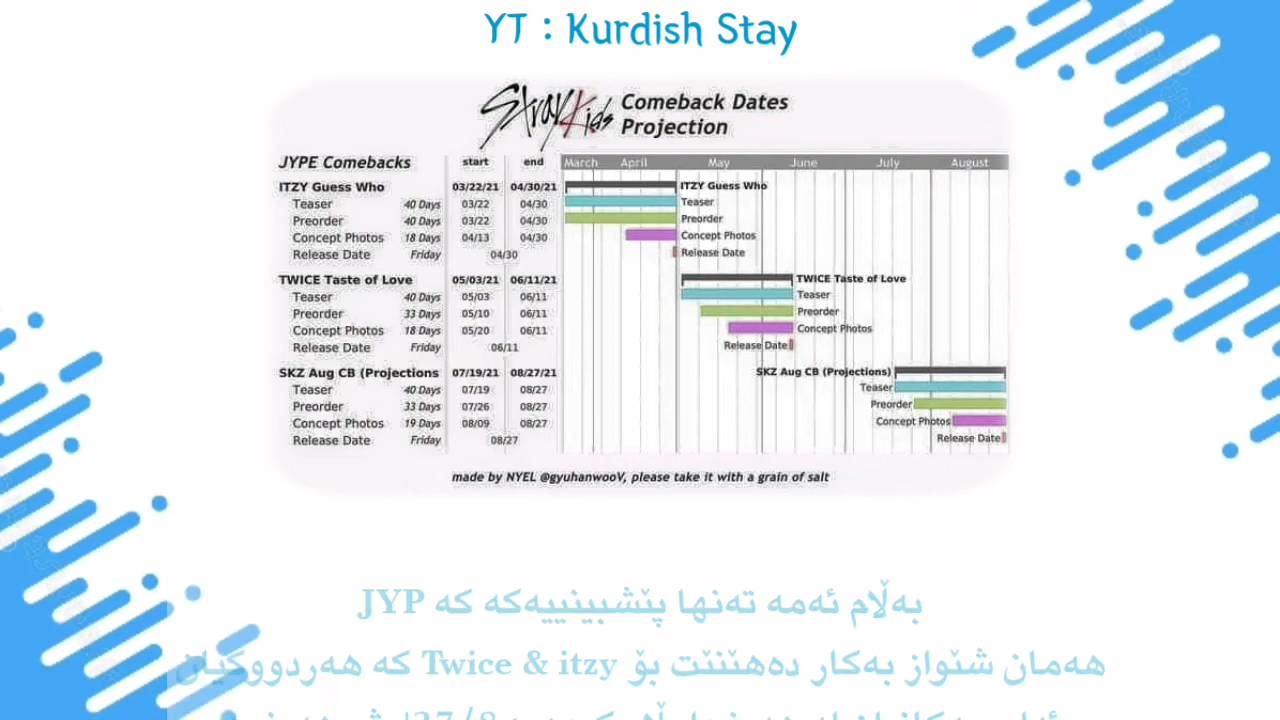 YT : Kurdish Stay
Stray Kids Comeback Dates
Projection
JYPE Comebacks start end March April May June July August
ITZY Guess Who 03/22/21 04/30/21 ITZY Guess Who
Teaser 40 Days 03/22 04/30 Teaser
Preorder 40 Days 03/22 04/30 Preorder
Concept Photos 18 Days 04/13 04/30 Concept Photos
Release Date Friday 04/30 Release Date
TWICE Taste of Love 05/03/21 06/11/21 TWICE Taste of Love
Teaser 40 Days 05/03 06/11 Teaser
Preorder 33 Days 05/10 06/11 Preorder
Concept Photos 18 Days 05/20 06/11 Concept Photos
Release Date Friday 06/11 Release Date
SKZ Aug CB (Projections 07/19/21 08/27/21 SKZ Aug CB (Projections)
Teaser 40 Days 07/19 08/27 Teaser
Preorder 33 Days 07/26 08/27 Preorder
Concept Photos 19 Days 08/09 08/27 Concept Photos
Release Date Friday 08/27 Release Date
made by NYEL @gyuhanwooV, please take it with a grain of salt
بەڵام ئەمە تەنها پێشبینییەکە کە JYP
هەمان شێواز بەکار دەهێنێت بۆ Twice & itzy کە هەردووکیان